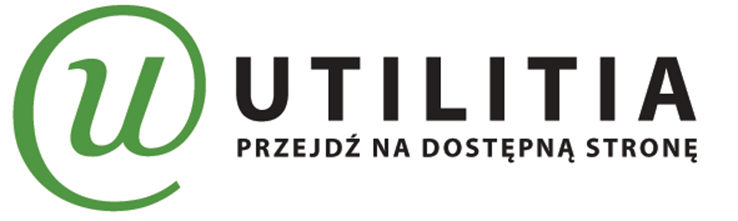 UTILITIA
PRZEJDŹ NA DOSTĘPNĄ STRONĘ